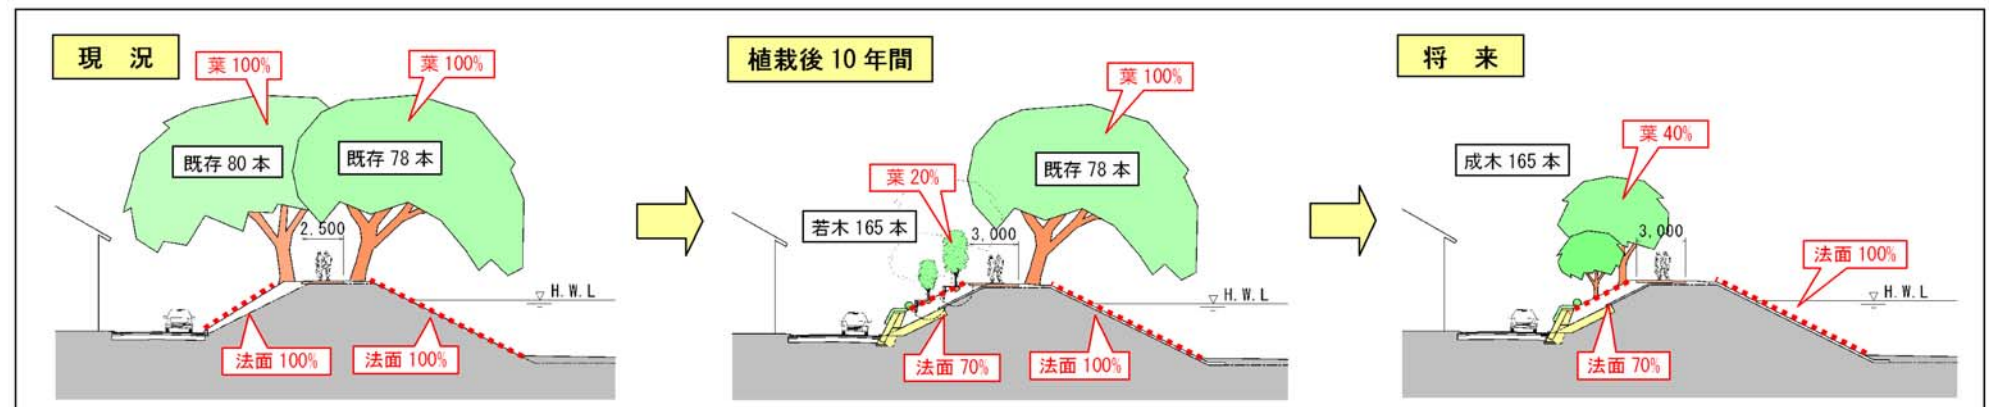 現　況
葉 100%
葉 100%
既存 80 本
既存 78 本
2.500
H.W.L
法面 100%
法面 100%
植栽後 10 年間
葉 100%
葉 20%
既存 78 本
若木 165 本
3,000
H.W.L
法面 70%
法面 100%
将　来
葉 40%
成木 165 本
3,000
法面 100%
H.W.L
法面 70%